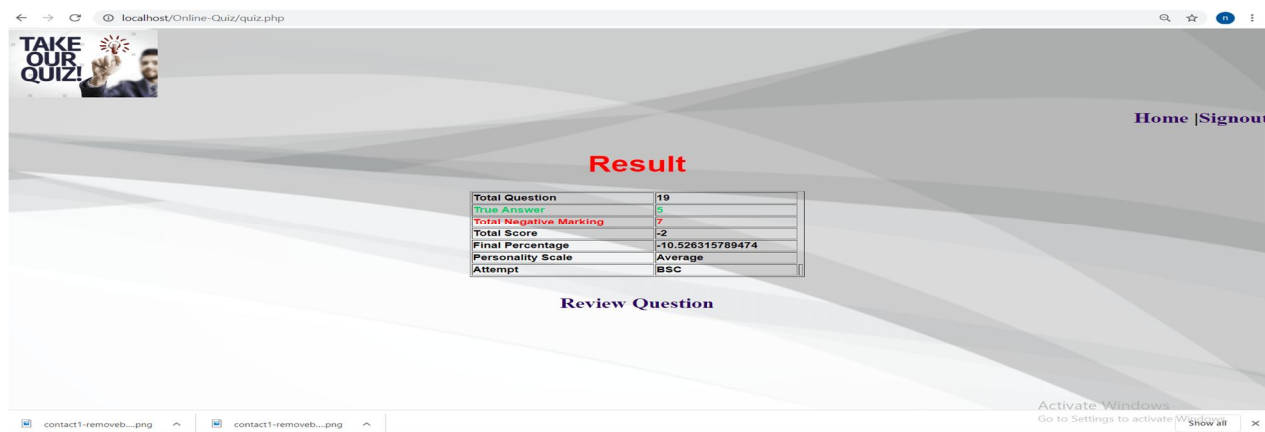 localhost/Online-Quiz/quiz.php
n
TAKE
OUR
QUIZ!
Home |Signout
Result
Total Question 19
True Answer 5
Total Negative Marking 7
Total Score -2
Final Percentage -10.526315789474
Personality Scale Average
Attempt BSC
Review Question
Activate Windows
Go to Settings to activate Windows.
contact1-removeb....png
contact1-removeb....png
Show all